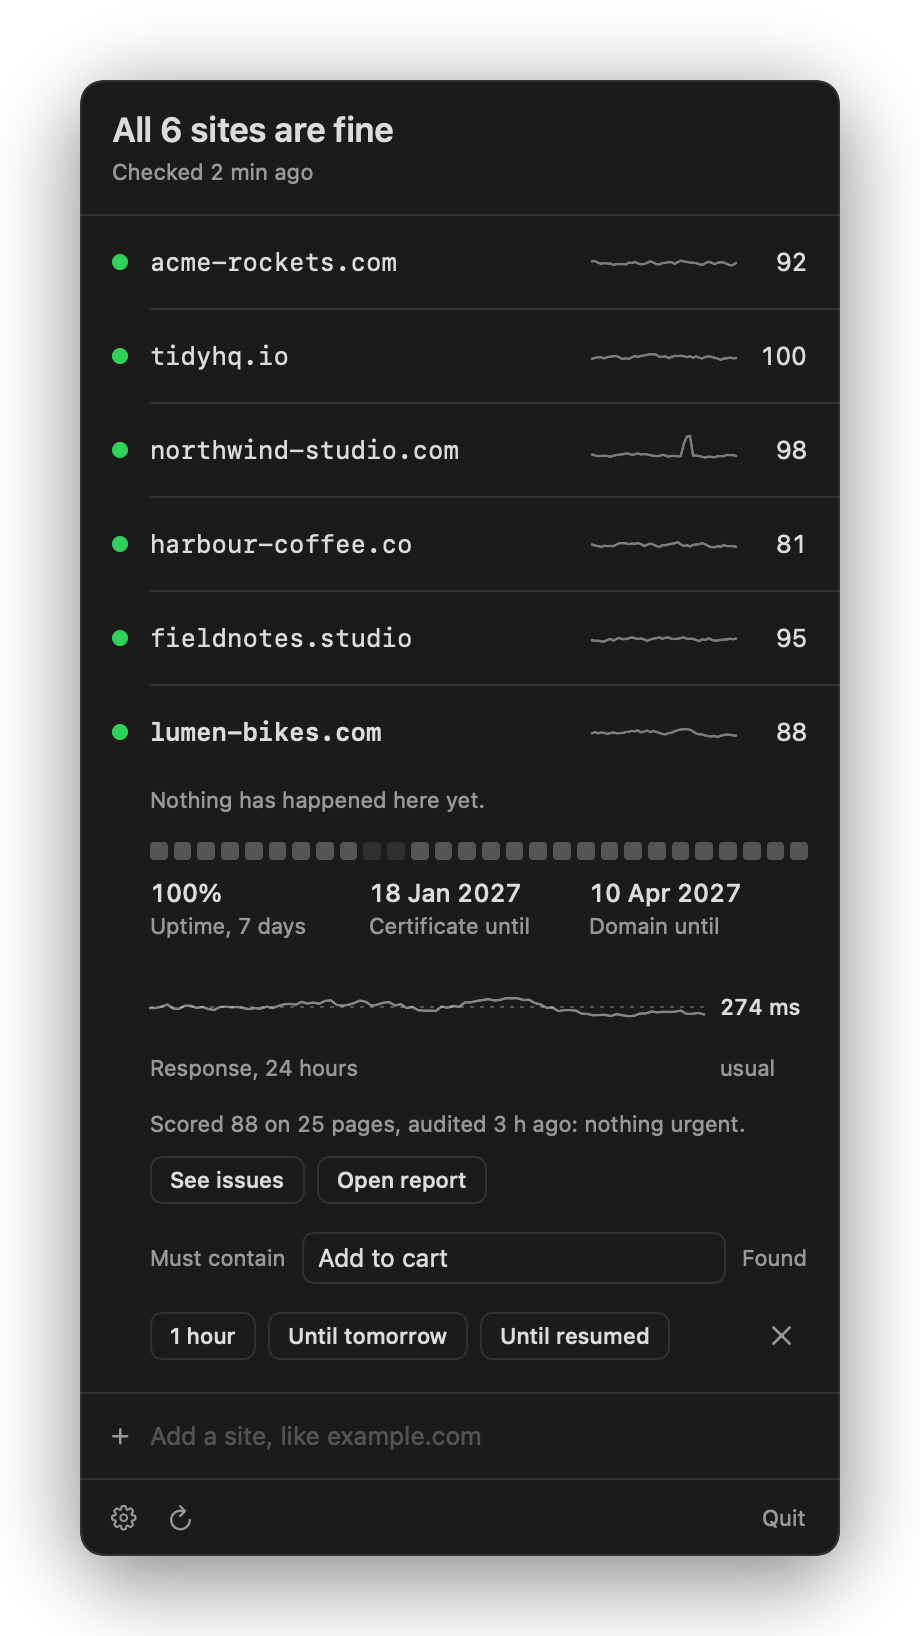 All 6 sites are fine
Checked 2 min ago
acme-rockets.com 92
tidyhq.io 100
northwind-studio.com 98
harbour-coffee.co 81
fieldnotes.studio 95
lumen-bikes.com 88
Nothing has happened here yet.
100% 18 Jan 2027 10 Apr 2027
Uptime, 7 days Certificate until Domain until
274 ms
Response, 24 hours usual
Scored 88 on 25 pages, audited 3 h ago: nothing urgent.
See issues Open report
Must contain Add to cart Found
1 hour Until tomorrow Until resumed
+ Add a site, like example.com
Quit